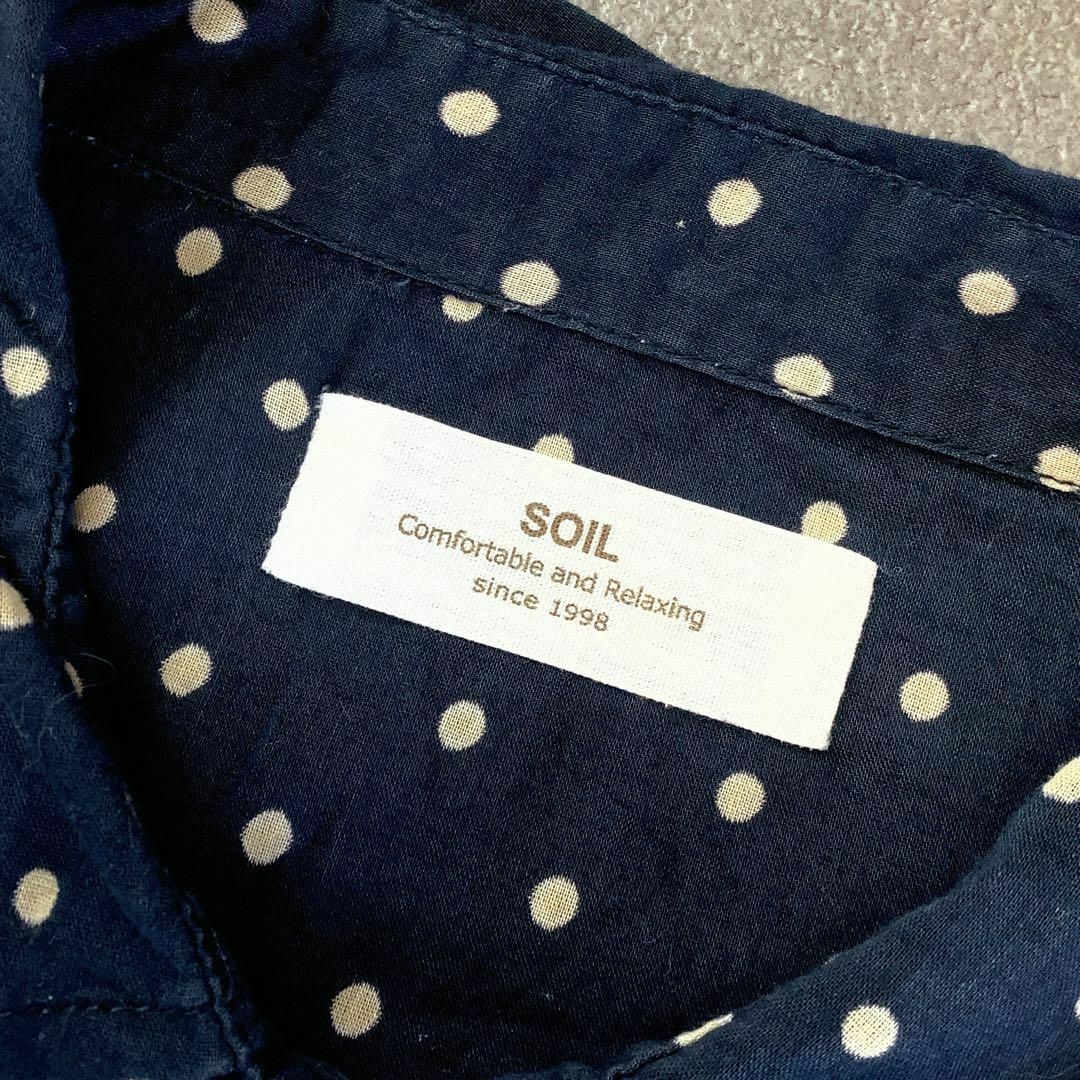 SOIL
Comfortable and Relaxing
since 1998